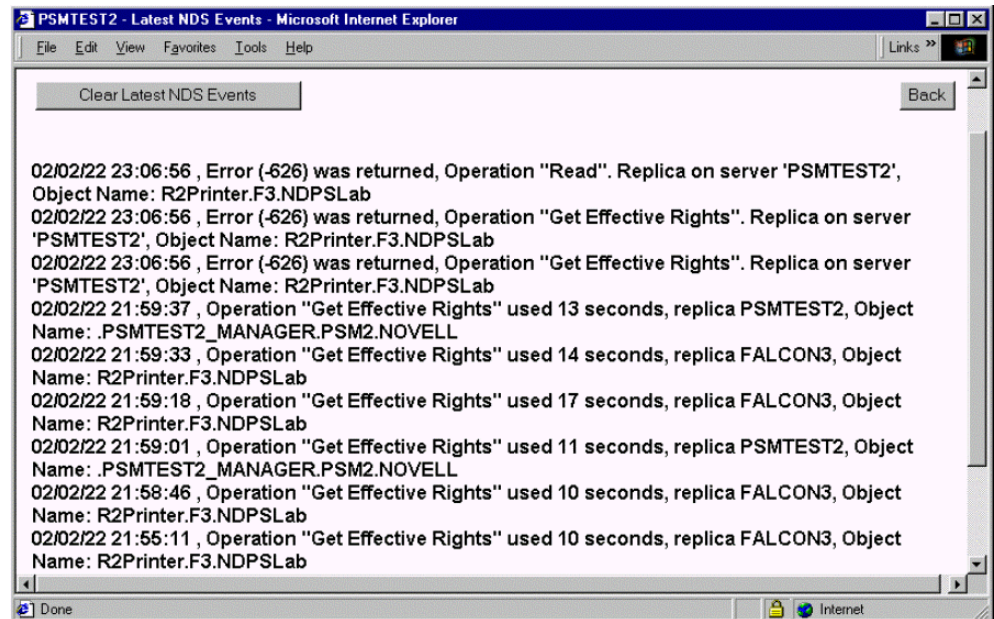 PSMTEST2 - Latest NDS Events - Microsoft Internet Explorer
File Edit View Favorites Tools Help Links »
Clear Latest NDS Events Back
02/02/22 23:06:56 , Error (-626) was returned, Operation "Read". Replica on server 'PSMTEST2',
Object Name: R2Printer.F3.NDPSLab
02/02/22 23:06:56 , Error (-626) was returned, Operation "Get Effective Rights". Replica on server
'PSMTEST2', Object Name: R2Printer.F3.NDPSLab
02/02/22 23:06:56 , Error (-626) was returned, Operation "Get Effective Rights". Replica on server
'PSMTEST2', Object Name: R2Printer.F3.NDPSLab
02/02/22 21:59:37 , Operation "Get Effective Rights" used 13 seconds, replica PSMTEST2, Object
Name: .PSMTEST2_MANAGER.PSM2.NOVELL
02/02/22 21:59:33 , Operation "Get Effective Rights" used 14 seconds, replica FALCON3, Object
Name: R2Printer.F3.NDPSLab
02/02/22 21:59:18 , Operation "Get Effective Rights" used 17 seconds, replica FALCON3, Object
Name: R2Printer.F3.NDPSLab
02/02/22 21:59:01 , Operation "Get Effective Rights" used 11 seconds, replica PSMTEST2, Object
Name: .PSMTEST2_MANAGER.PSM2.NOVELL
02/02/22 21:58:46 , Operation "Get Effective Rights" used 10 seconds, replica FALCON3, Object
Name: R2Printer.F3.NDPSLab
02/02/22 21:55:11 , Operation "Get Effective Rights" used 10 seconds, replica FALCON3, Object
Name: R2Printer.F3.NDPSLab
Done Internet